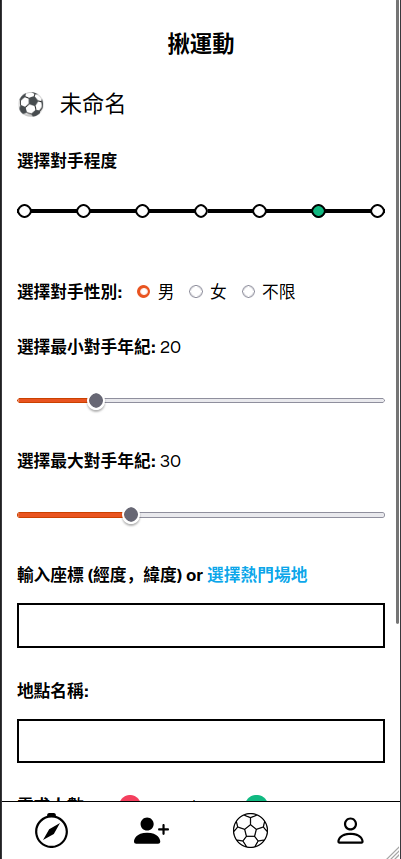 揪運動
未命名
選擇對手程度
選擇對手性別: 男 女 不限
選擇最小對手年紀: 20
選擇最大對手年紀: 30
輸入座標 (經度，緯度) or 選擇熱門場地
地點名稱: